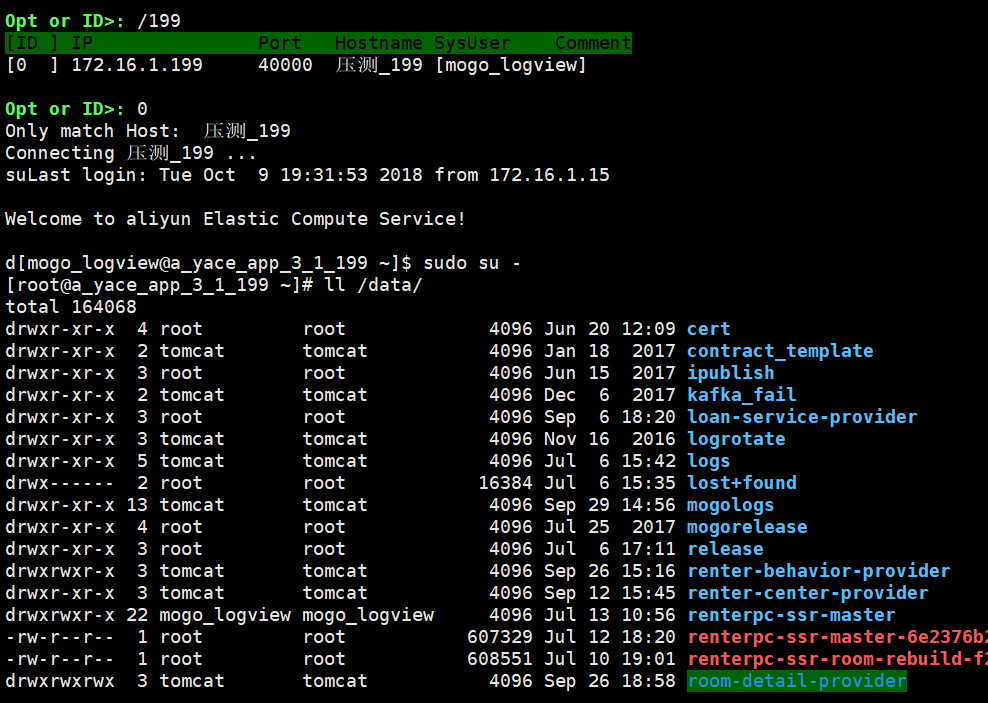 Opt or ID>: /199
[ID ] IP Port Hostname SysUser Comment
[0 ] 172.16.1.199 40000 压测_199 [mogo_logview]
Opt or ID>: 0
Only match Host: 压测_199
Connecting 压测_199 ...
suLast login: Tue Oct 9 19:31:53 2018 from 172.16.1.15
Welcome to aliyun Elastic Compute Service!
d[mogo_logview@a_yace_app_3_1_199 ~]$ sudo su -
[root@a_yace_app_3_1_199 ~]# ll /data/
total 164068
drwxr-xr-x 4 root root 4096 Jun 20 12:09 cert
drwxr-xr-x 2 tomcat tomcat 4096 Jan 18 2017 contract_template
drwxr-xr-x 3 root root 4096 Jun 15 2017 ipublish
drwxr-xr-x 2 tomcat tomcat 4096 Dec 6 2017 kafka_fail
drwxr-xr-x 3 root root 4096 Sep 6 18:20 loan-service-provider
drwxr-xr-x 3 tomcat tomcat 4096 Nov 16 2016 logrotate
drwxr-xr-x 5 tomcat tomcat 4096 Jul 6 15:42 logs
drwx------ 2 root root 16384 Jul 6 15:35 lost+found
drwxr-xr-x 13 tomcat tomcat 4096 Sep 29 14:56 mogologs
drwxr-xr-x 4 root root 4096 Jul 25 2017 mogorelease
drwxr-xr-x 3 root root 4096 Jul 6 17:11 release
drwxrwxr-x 3 tomcat tomcat 4096 Sep 26 15:16 renter-behavior-provider
drwxr-xr-x 3 tomcat tomcat 4096 Sep 12 15:45 renter-center-provider
drwxrwxr-x 22 mogo_logview mogo_logview 4096 Jul 13 10:56 renterpc-ssr-master
-rw-r--r-- 1 root root 607329 Jul 12 18:20 renterpc-ssr-master-6e2376b2
-rw-r--r-- 1 root root 608551 Jul 10 19:01 renterpc-ssr-room-rebuild-f2
drwxrwxrwx 3 tomcat tomcat 4096 Sep 26 18:58 room-detail-provider